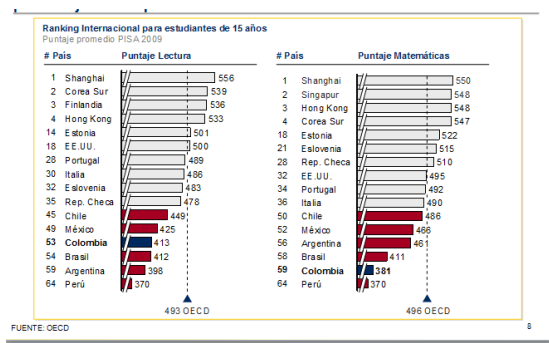 Ranking Internacional para estudiantes de 15 años
Puntaje promedio PISA 2009
# País Puntaje Lectura
1 Shanghai 556
2 Corea Sur 539
3 Finlandia 536
4 Hong Kong 533
14 Estonia 501
18 EE.UU. 500
28 Portugal 489
30 Italia 486
32 Eslovenia 483
35 Rep. Checa 478
45 Chile 449
49 México 425
53 Colombia 413
54 Brasil 412
59 Argentina 398
64 Perú 370
493 OECD
# País Puntaje Matemáticas
1 Shanghai 550
2 Singapur 548
3 Hong Kong 548
4 Corea Sur 547
18 Estonia 522
21 Eslovenia 515
28 Rep. Checa 510
32 EE.UU. 495
34 Portugal 492
36 Italia 490
50 Chile 486
52 México 466
56 Argentina 461
58 Brasil 411
59 Colombia 381
64 Perú 370
496 OECD
FUENTE: OECD
8